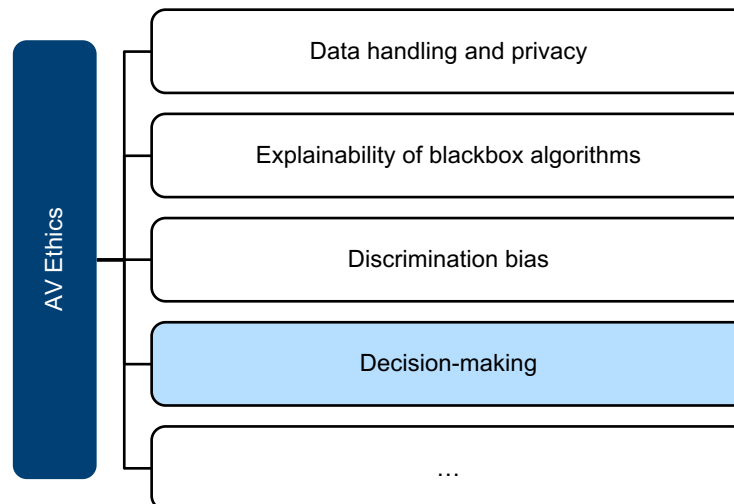 AV Ethics
Data handling and privacy
Explainability of blackbox algorithms
Discrimination bias
Decision-making
…